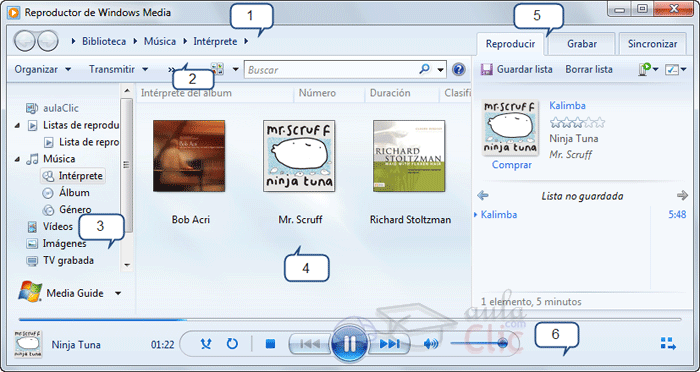 Reproductor de Windows Media
1
5
Biblioteca Música Intérprete
Reproducir Grabar Sincronizar
Organizar Transmitir »
2
Buscar
Guardar lista Borrar lista
Intérprete del álbum Número Duración Clasifi
aulaClic
Listas de reprodu
Lista de repro
Música
Intérprete
Álbum
Género
Vídeos
3
Imágenes
TV grabada
Media Guide
Bob Acri
MR.SCRUFF
ninja tuna
Mr. Scruff
RICHARD
STOLTZMAN
Richard Stoltzman
4
MR.SCRUFF
ninja tuna
Comprar
Kalimba
Ninja Tuna
Mr. Scruff
Lista no guardada
Kalimba 5:48
1 elemento, 5 minutos
aula
.com
Clic
Ninja Tuna 01:22
6